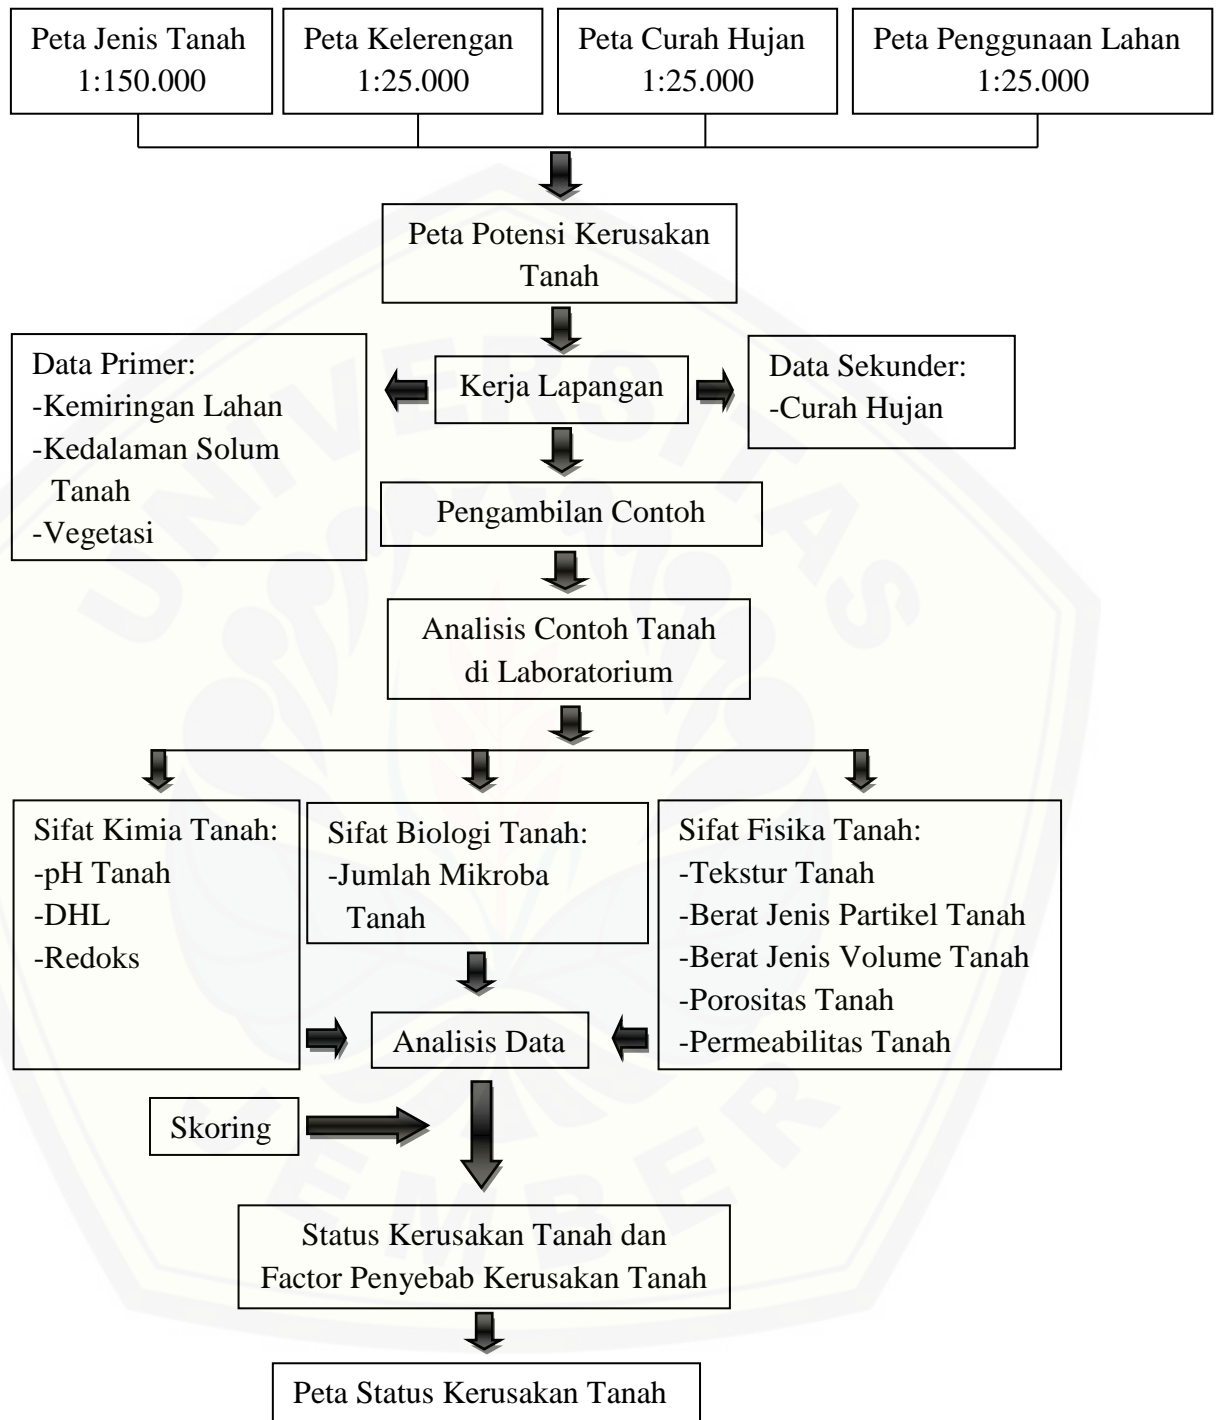 Peta Jenis Tanah
1:150.000
Peta Kelerengan
1:25.000
Peta Curah Hujan
1:25.000
Peta Penggunaan Lahan
1:25.000
Peta Potensi Kerusakan
Tanah
Data Primer:
-Kemiringan Lahan
-Kedalaman Solum
Tanah
-Vegetasi
Kerja Lapangan
Data Sekunder:
-Curah Hujan
Pengambilan Contoh
Analisis Contoh Tanah
di Laboratorium
Sifat Kimia Tanah:
-pH Tanah
-DHL
-Redoks
Sifat Biologi Tanah:
-Jumlah Mikroba
Tanah
Sifat Fisika Tanah:
-Tekstur Tanah
-Berat Jenis Partikel Tanah
-Berat Jenis Volume Tanah
-Porositas Tanah
-Permeabilitas Tanah
Analisis Data
Skoring
Status Kerusakan Tanah dan
Factor Penyebab Kerusakan Tanah
Peta Status Kerusakan Tanah
UNIVERSITAS
JEMBER